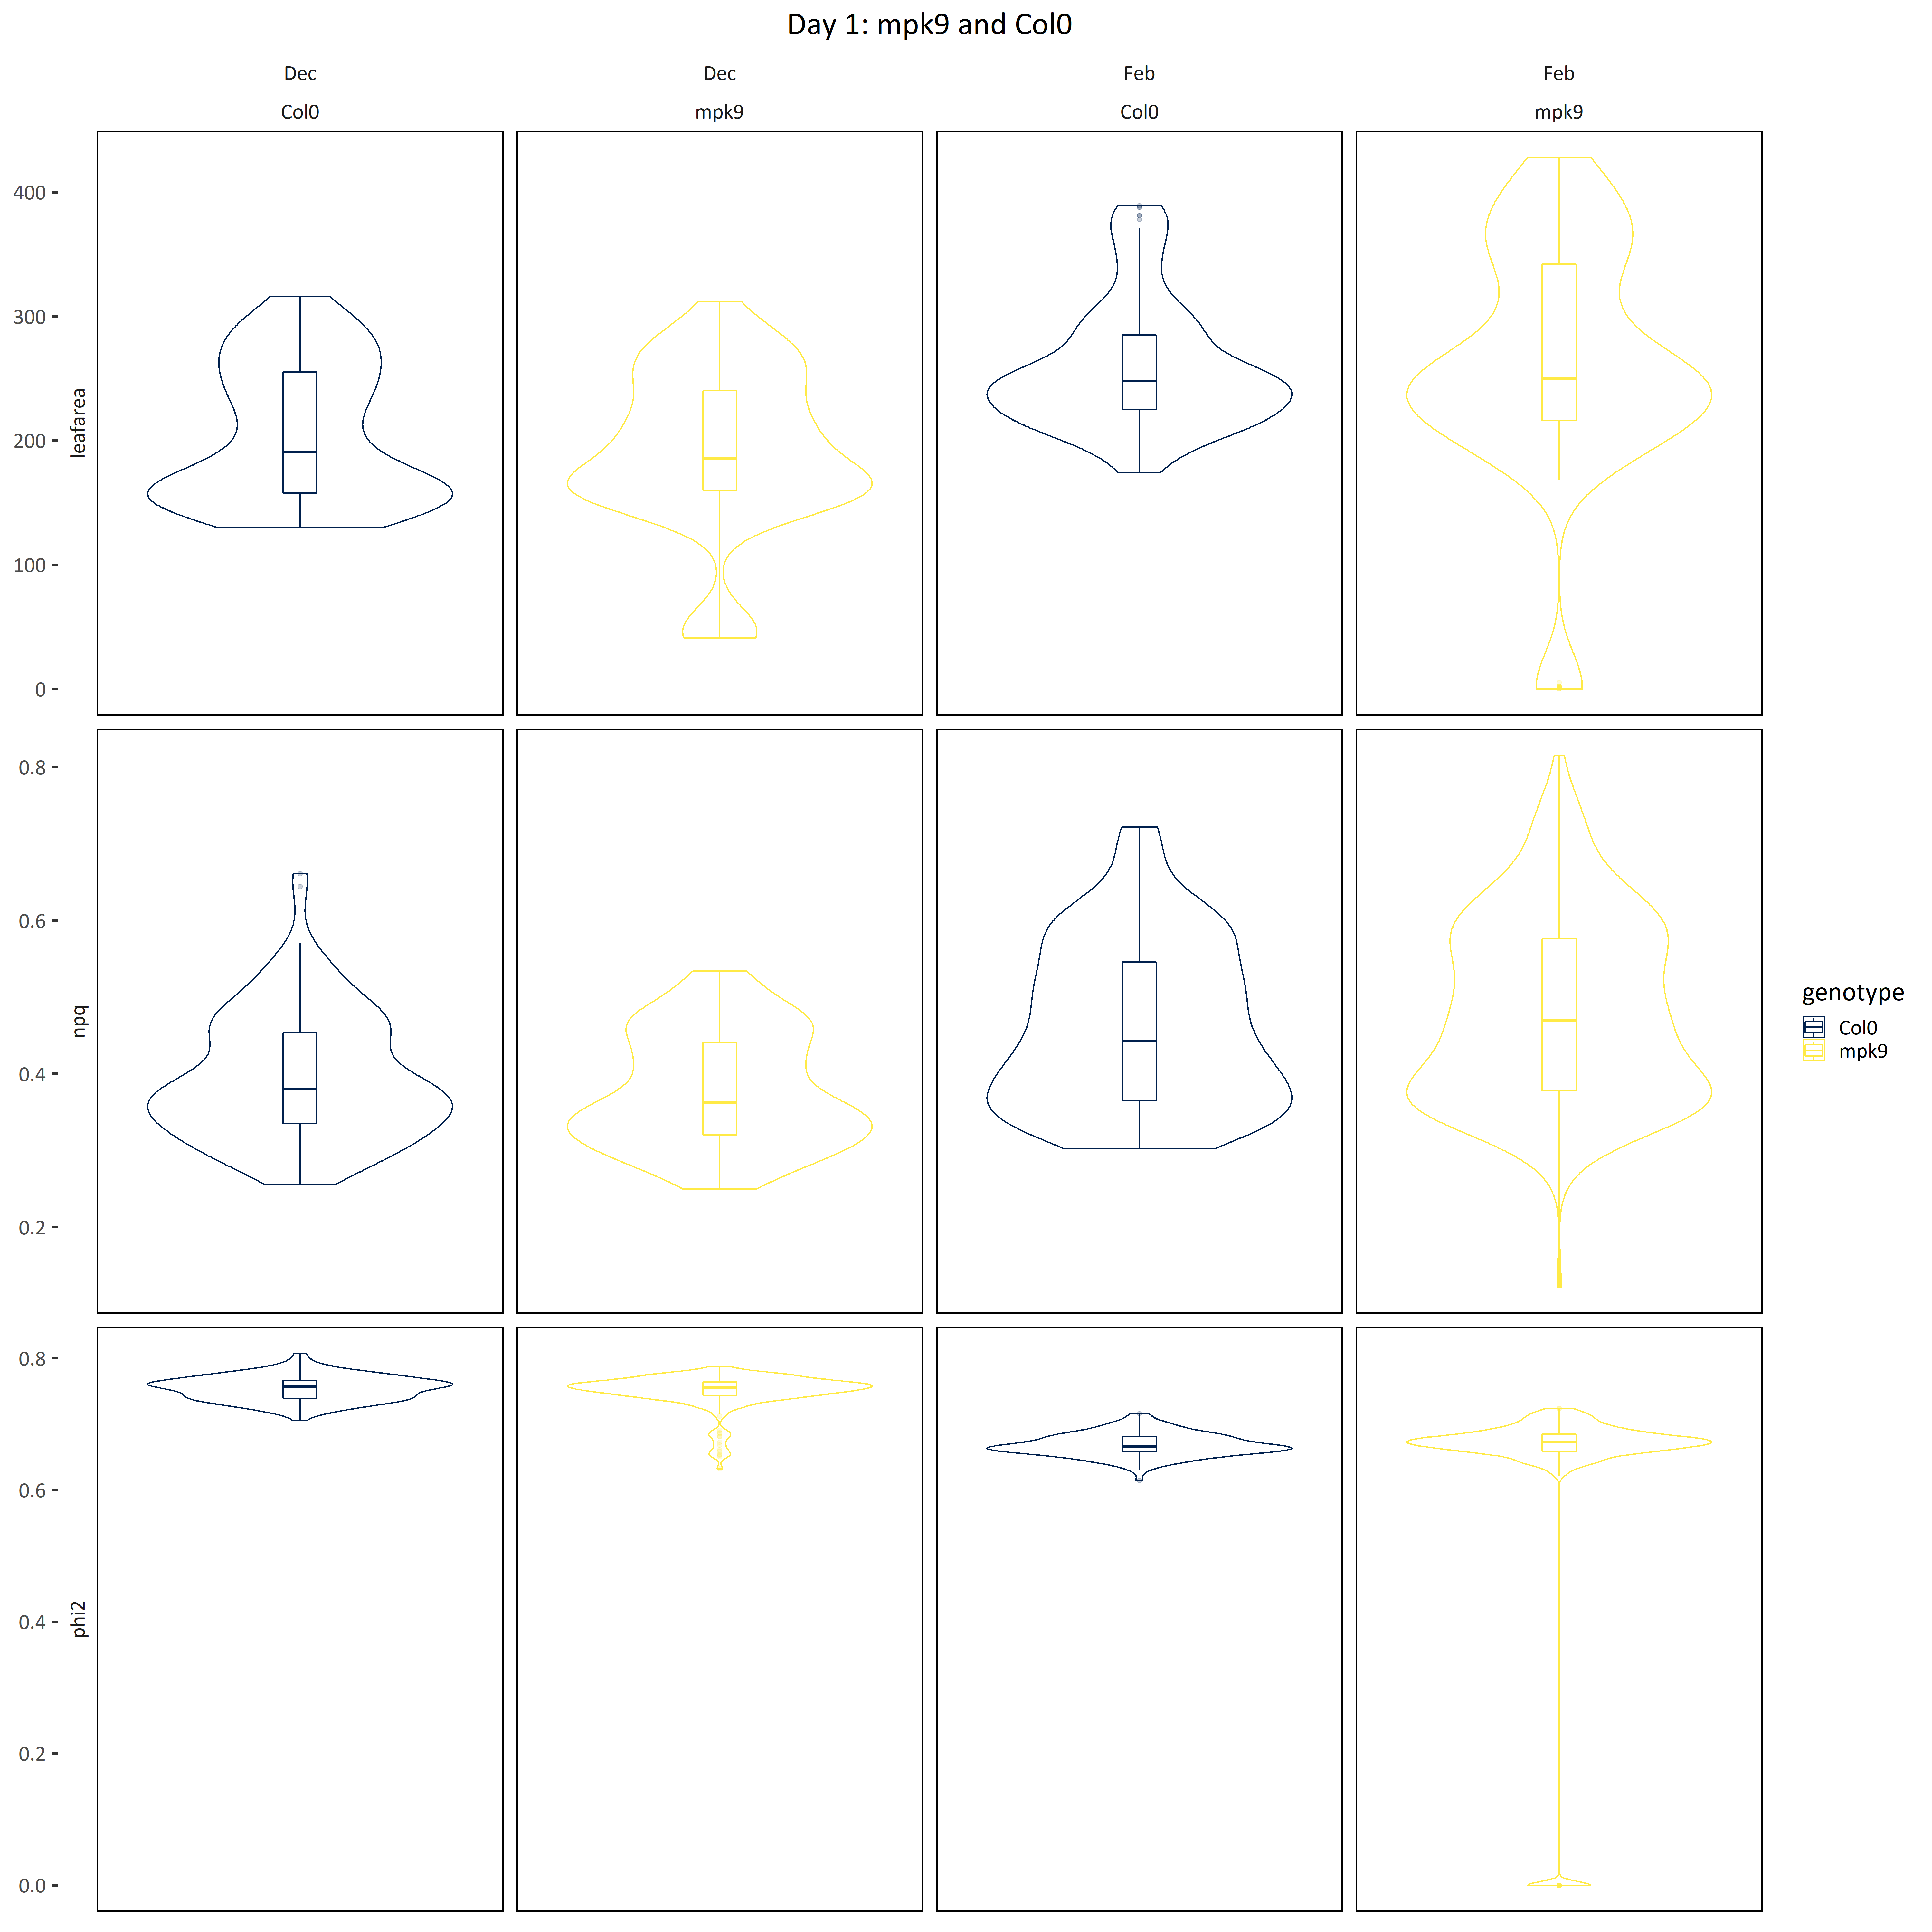 Day 1: mpk9 and Col0
Dec Dec Feb Feb
Col0 mpk9 Col0 mpk9
leafarea
400
300
200
100
0
npq
0.8
0.6
0.4
0.2
phi2
0.8
0.6
0.4
0.2
0.0
genotype
Col0
mpk9